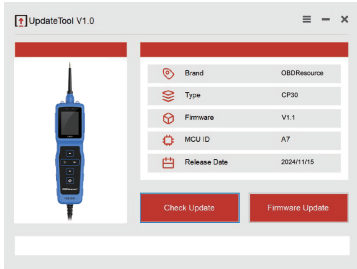 UpdateTool V1.0
Brand OBDResource
Type CP30
Firmware V1.1
MCU ID A7
Release Date 2024/11/15
Check Update Firmware Update